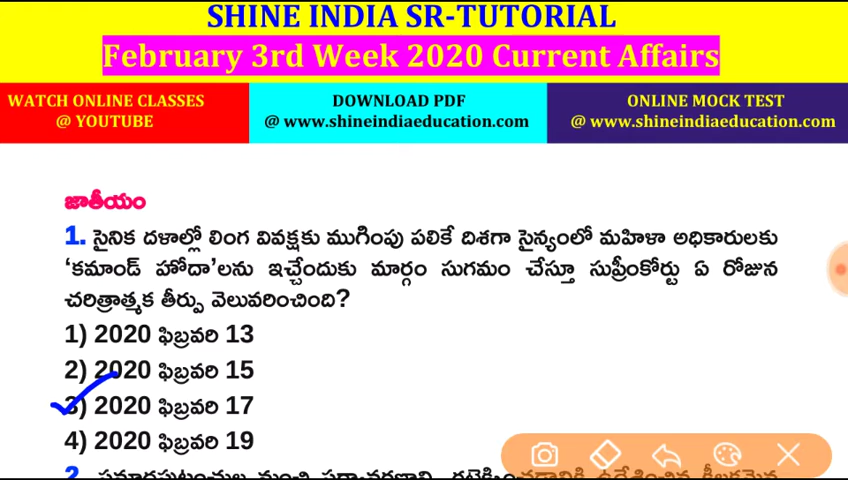 SHINE INDIA SR-TUTORIAL
February 3rd Week 2020 Current Affairs
WATCH ONLINE CLASSES
@ YOUTUBE
DOWNLOAD PDF
@ www.shineindiaeducation.com
ONLINE MOCK TEST
@ www.shineindiaeducation.com
జాతీయం
1. సైనిక దళాల్లో లింగ వివక్షకు ముగింపు పలికే దిశగా సైన్యంలో మహిళా అధికారులకు
‘కమాండ్ హోదా’లను ఇచ్చేందుకు మార్గం సుగమం చేస్తూ సుప్రీంకోర్టు ఏ రోజున
చరిత్రాత్మక తీర్పు వెలువరించింది?
1) 2020 ఫిబ్రవరి 13
2) 2020 ఫిబ్రవరి 15
3) 2020 ఫిబ్రవరి 17
4) 2020 ఫిబ్రవరి 19
2.